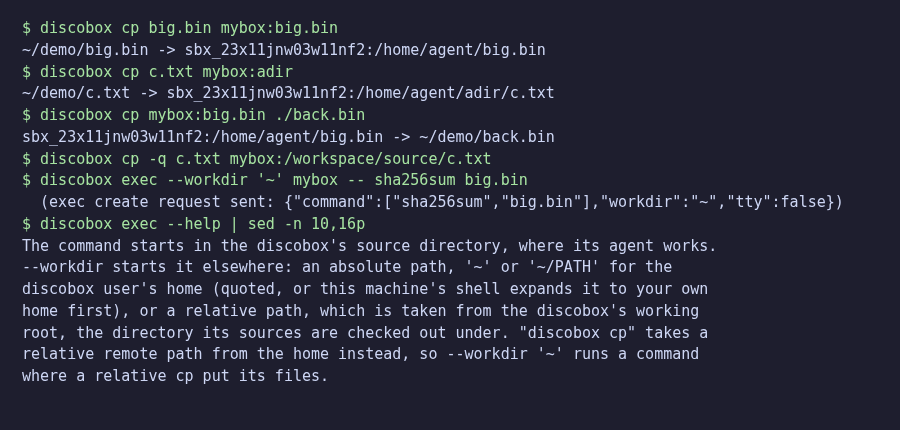 $ discobox cp big.bin mybox:big.bin
~/demo/big.bin -> sbx_23x11jnw03w11nf2:/home/agent/big.bin
$ discobox cp c.txt mybox:adir
~/demo/c.txt -> sbx_23x11jnw03w11nf2:/home/agent/adir/c.txt
$ discobox cp mybox:big.bin ./back.bin
sbx_23x11jnw03w11nf2:/home/agent/big.bin -> ~/demo/back.bin
$ discobox cp -q c.txt mybox:/workspace/source/c.txt
$ discobox exec --workdir '~' mybox -- sha256sum big.bin
  (exec create request sent: {"command":["sha256sum","big.bin"],"workdir":"~","tty":false})
$ discobox exec --help | sed -n 10,16p
The command starts in the discobox's source directory, where its agent works.
--workdir starts it elsewhere: an absolute path, '~' or '~/PATH' for the
discobox user's home (quoted, or this machine's shell expands it to your own
home first), or a relative path, which is taken from the discobox's working
root, the directory its sources are checked out under. "discobox cp" takes a
relative remote path from the home instead, so --workdir '~' runs a command
where a relative cp put its files.